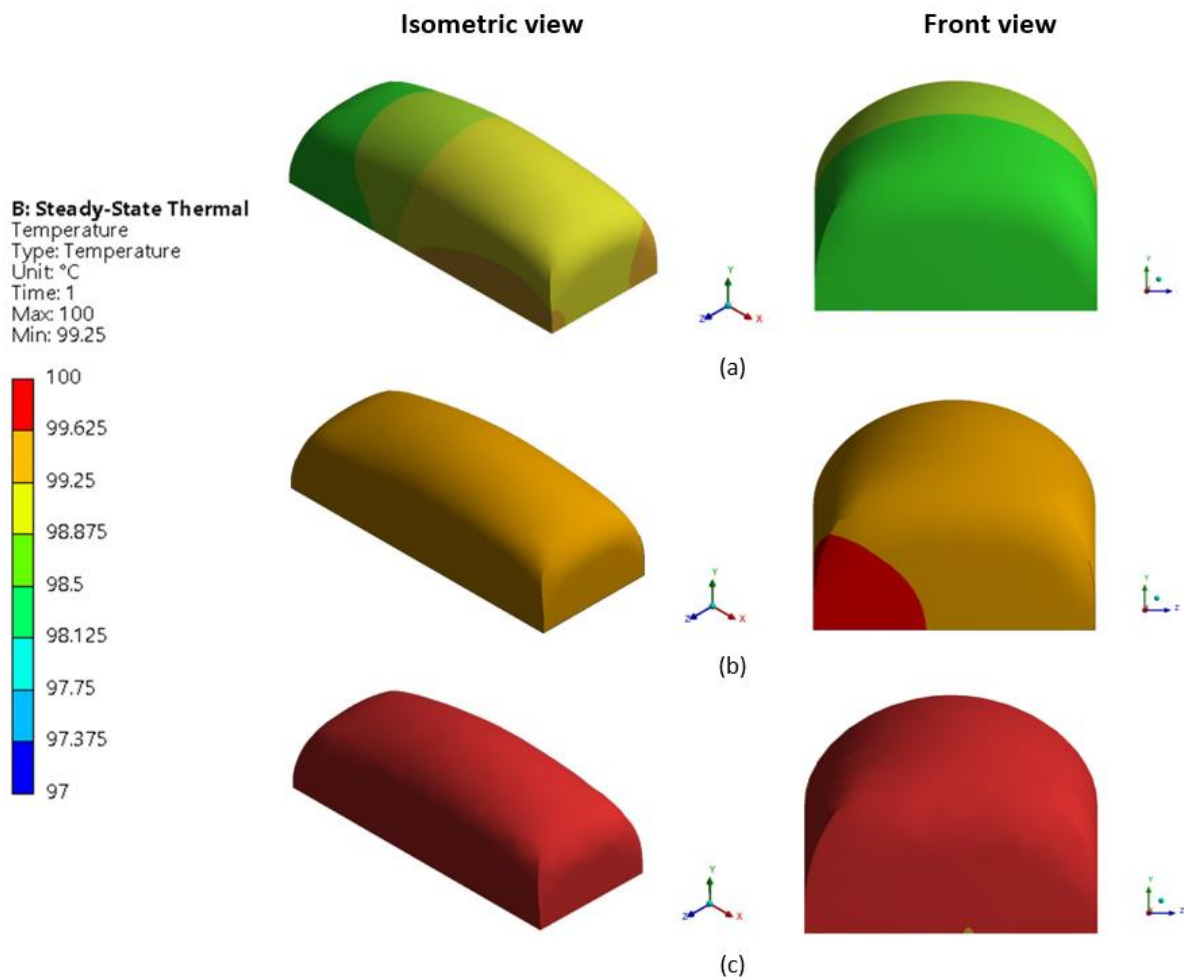 Isometric view
Front view
B: Steady-State Thermal
Temperature
Type: Temperature
Unit: °C
Time: 1
Max: 100
Min: 99.25
100
99.625
99.25
98.875
98.5
98.125
97.75
97.375
97
Y
Z
X
Y
(a)
Y
Z
X
Y
Z
(b)
Y
Z
X
Y
Z
(c)